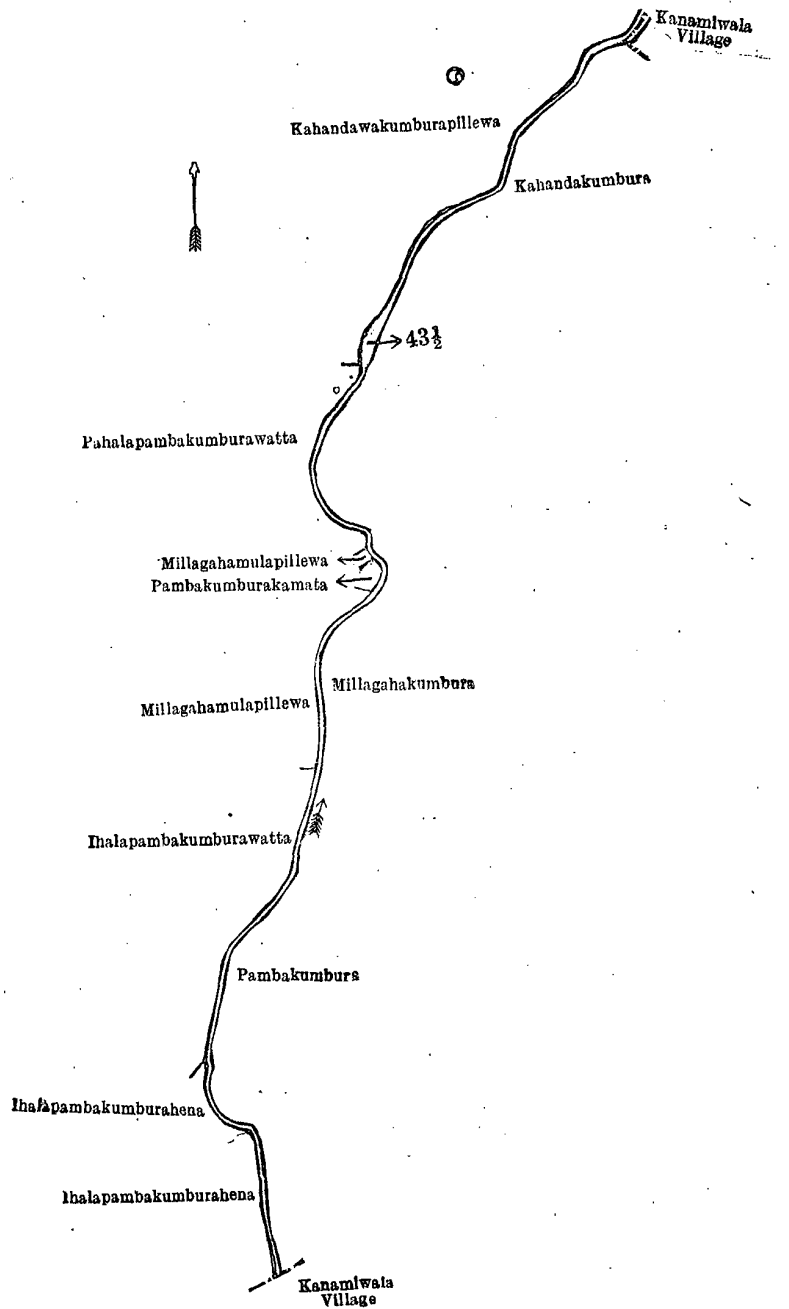 Kanamiwala
Village
Kahandawakumburapillewa
Kahandakumbura
43½
Pahalapambakumburawatta
Millagahamulapillewa
Pambakumburakamata
Millagahakumbura
Millagahamulapillewa
Ihalapambakumburawatta
Pambakumbura
Ihalapambakumburahena
Ihalapambakumburahena
Kanamiwala
Village